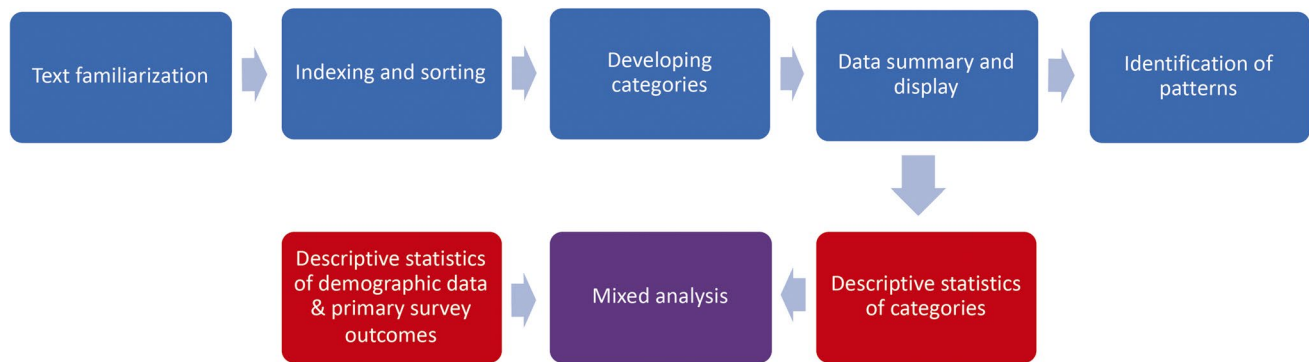 Text familiarization
Indexing and sorting
Developing
categories
Data summary and
display
Identification of
patterns
Descriptive statistics
of demographic data
& primary survey
outcomes
Mixed analysis
Descriptive statistics
of categories